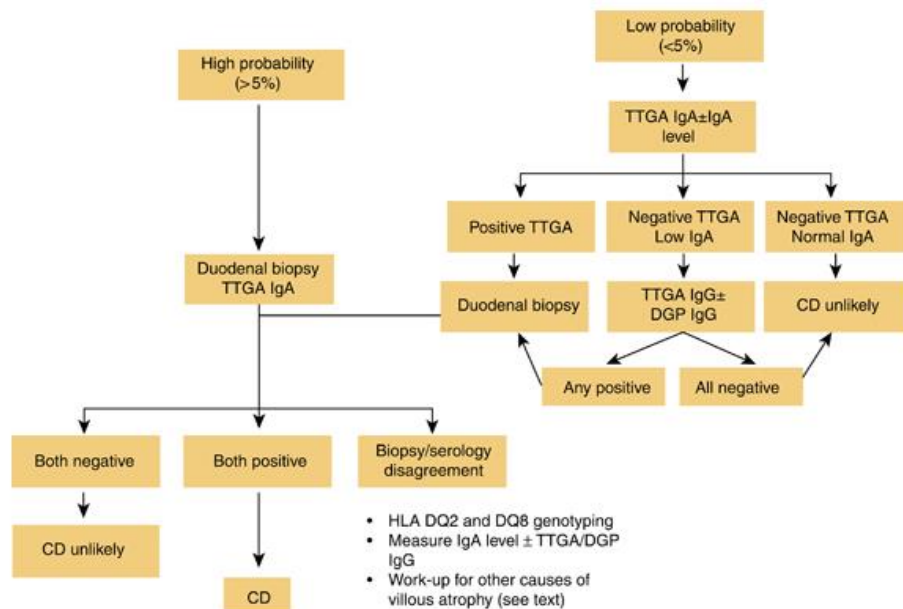 High probability
(>5%)
Low probability
(<5%)
TTGA IgA±IgA
level
Positive TTGA
Negative TTGA
Low IgA
Negative TTGA
Normal IgA
Duodenal biopsy
TTGA IgA
Duodenal biopsy
TTGA IgG±
DGP IgG
CD unlikely
Any positive
All negative
Both negative
Both positive
Biopsy/serology
disagreement
CD unlikely
CD
• HLA DQ2 and DQ8 genotyping
• Measure IgA level ± TTGA/DGP
IgG
• Work-up for other causes of
villous atrophy (see text)